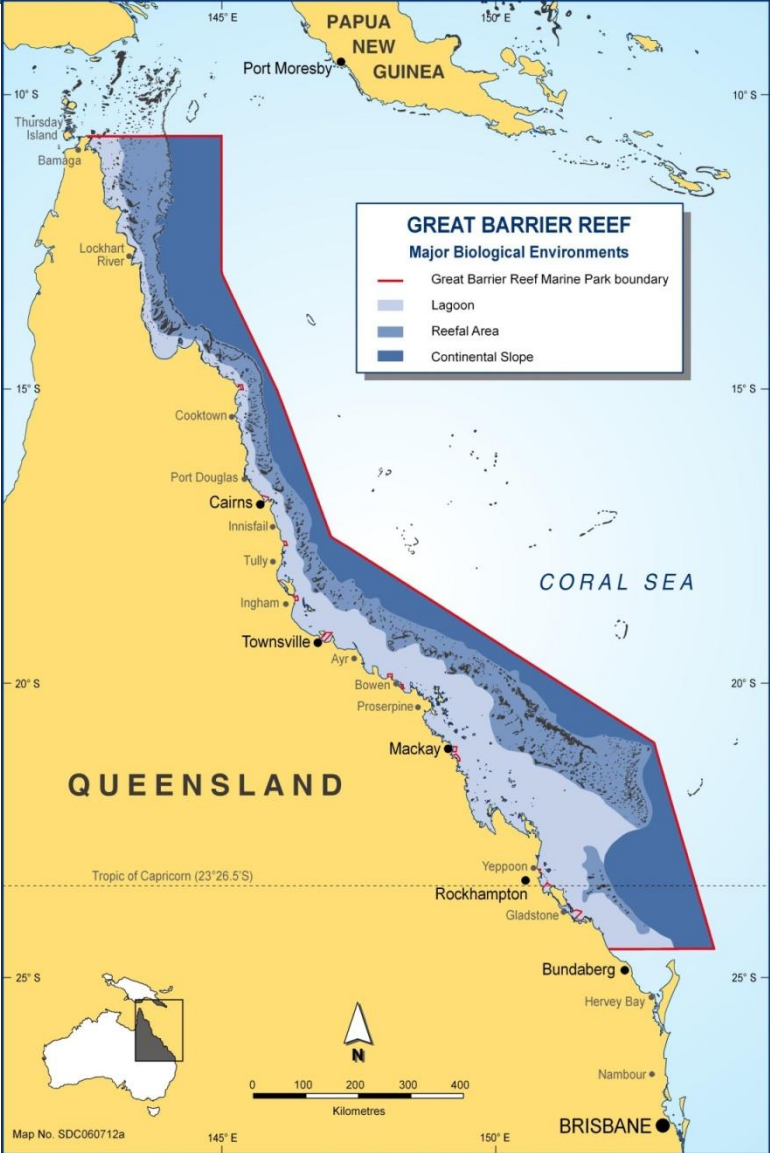 145° E
150° E
PAPUA
NEW
GUINEA
Port Moresby
10° S
10° S
Thursday
Island
Bamaga
GREAT BARRIER REEF
Major Biological Environments
Great Barrier Reef Marine Park boundary
Lagoon
Reefal Area
Continental Slope
Lockhart
River
15° S
15° S
Cooktown
Port Douglas
Cairns
Innisfail
Tully
CORAL SEA
Ingham
Townsville
Ayr
20° S
20° S
Bowen
Proserpine
Mackay
QUEENSLAND
Yeppoon
Tropic of Capricorn (23°26.5'S)
Rockhampton
Gladstone
Bundaberg
25° S
25° S
Hervey Bay
N
Nambour
0 100 200 300 400
Kilometres
BRISBANE
Map No. SDC060712a
145° E
150° E